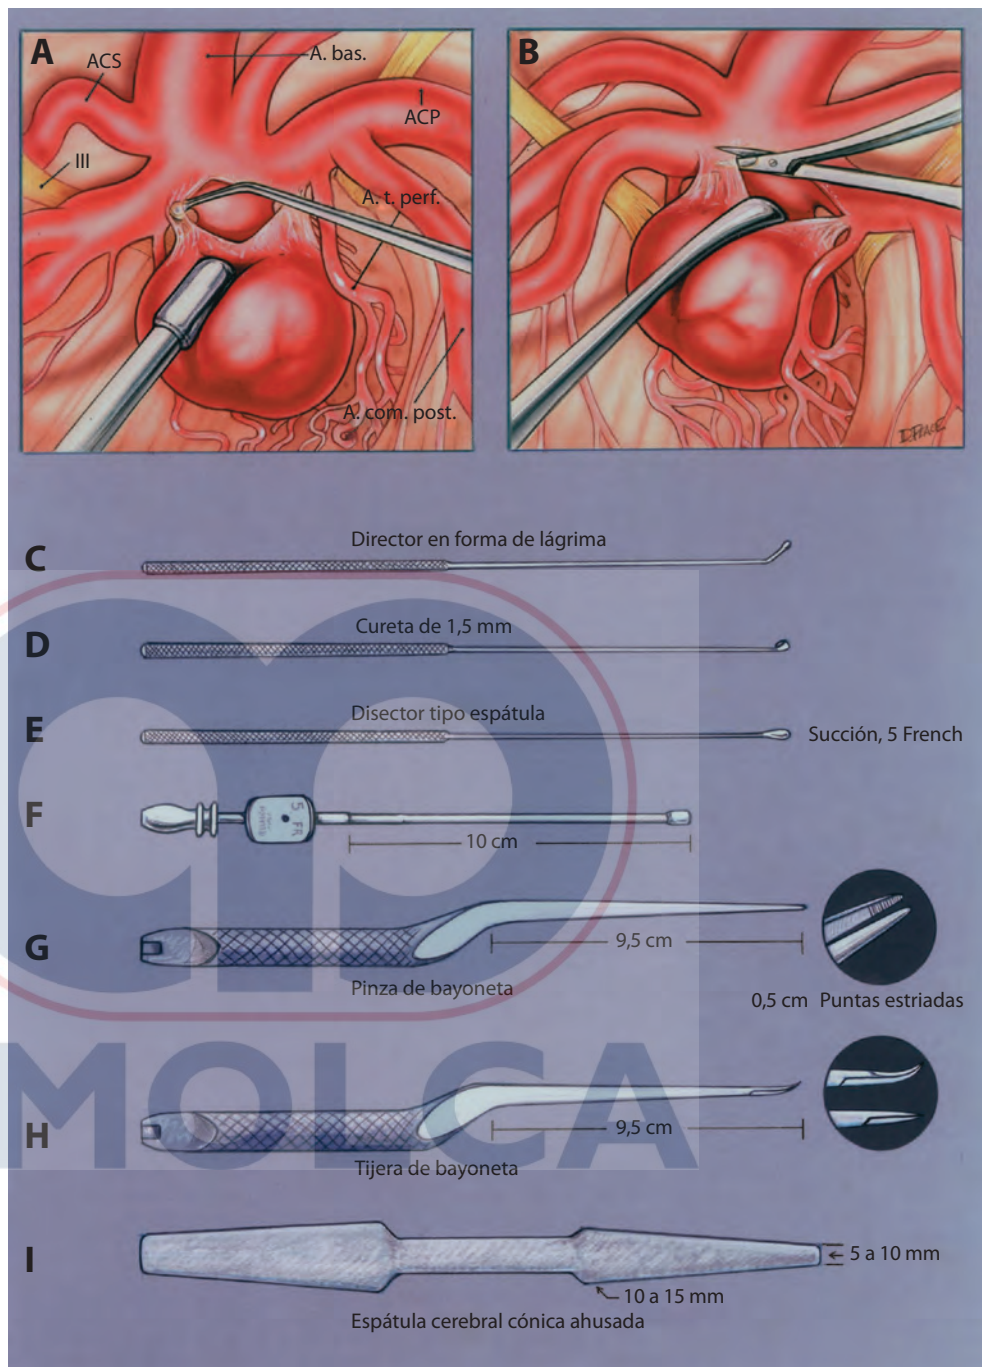 A
ACS
A. bas.
1
ACP
III
A. t. perf.
A. com. post.
B
D. PEACE
C
Director en forma de lágrima
D
Cureta de 1,5 mm
E
Disector tipo espátula
Succión, 5 French
F
5 FR
10 cm
G
9,5 cm
Pinza de bayoneta
0,5 cm Puntas estriadas
MOLCA
H
9,5 cm
Tijera de bayoneta
I
5 a 10 mm
10 a 15 mm
Espátula cerebral cónica ahusada